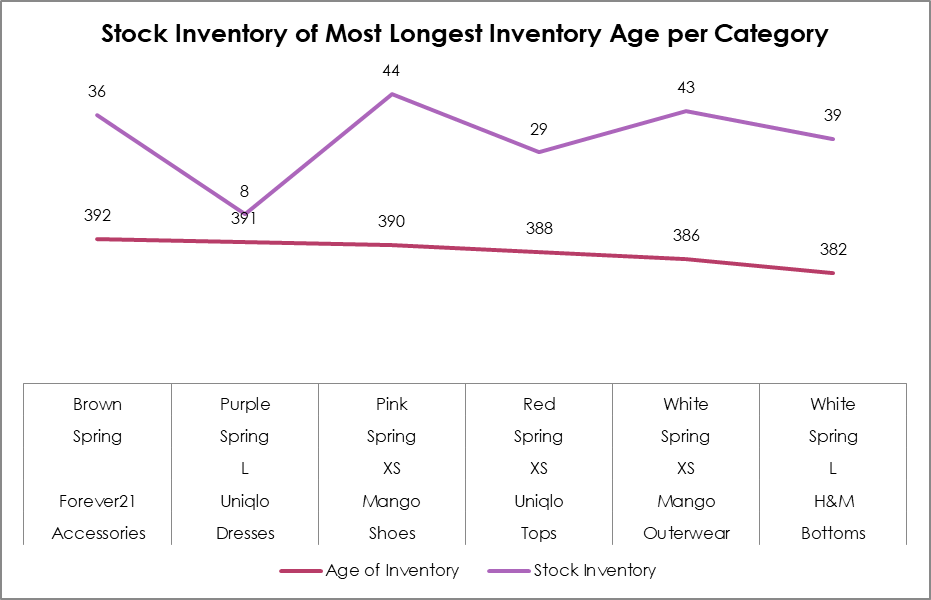 Stock Inventory of Most Longest Inventory Age per Category
44
36
43
39
29
8
392
391
390
388
386
382
Brown Purple Pink Red White White
Spring Spring Spring Spring Spring Spring
L XS XS XS L
Forever21 Uniqlo Mango Uniqlo Mango H&M
Accessories Dresses Shoes Tops Outerwear Bottoms
Age of Inventory Stock Inventory